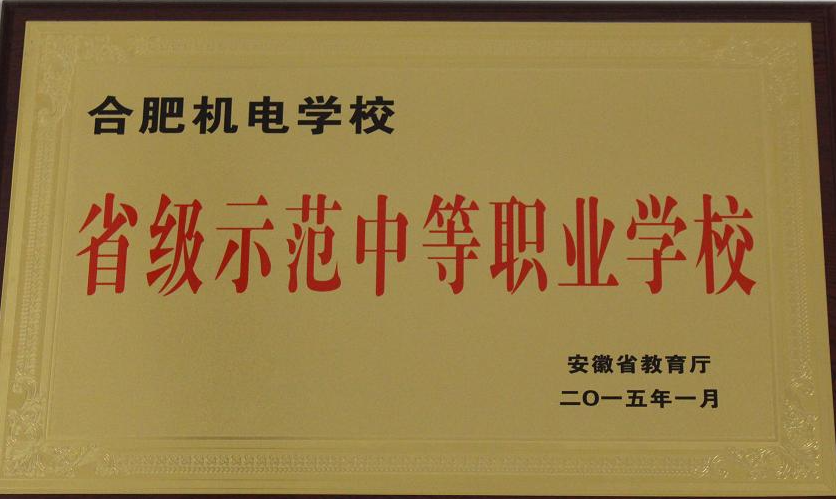 合肥机电学校
省级示范中等职业学校
安徽省教育厅
二O一五年一月